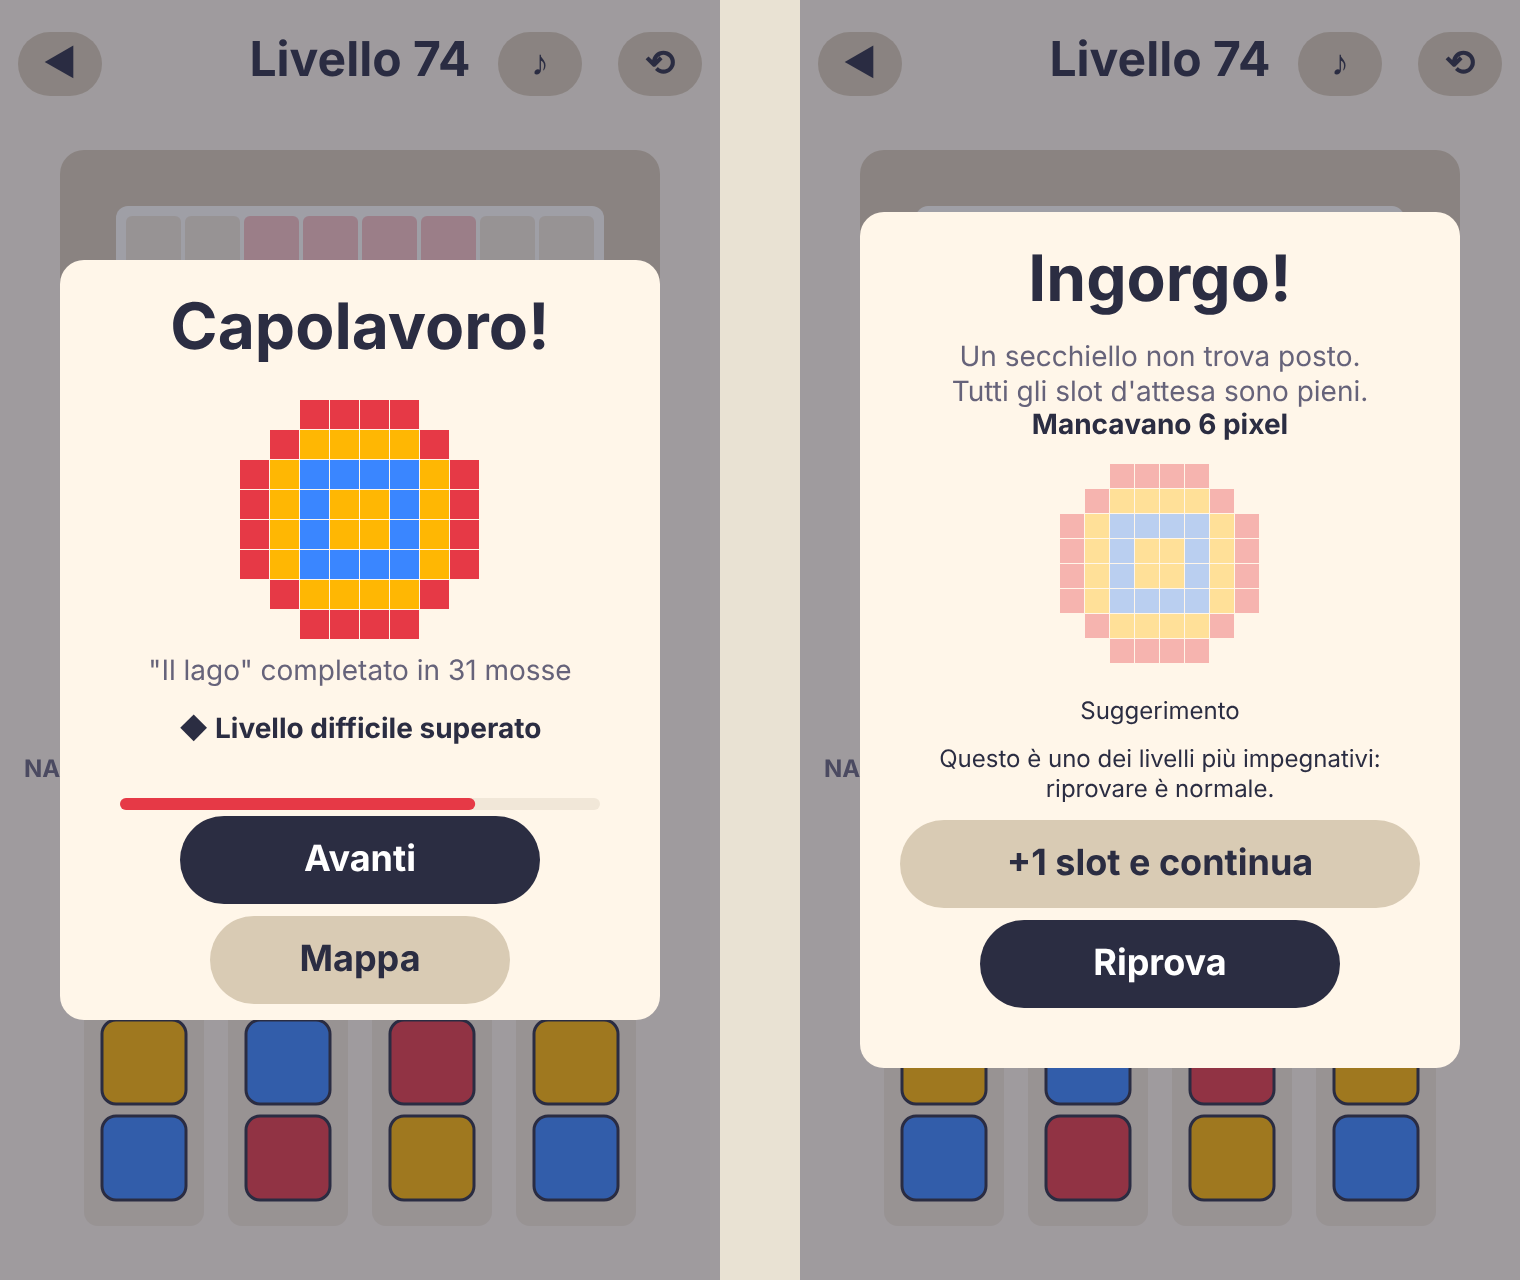 Livello 74
Capolavoro!
"Il lago" completato in 31 mosse
◆ Livello difficile superato
NA
Avanti
Mappa
Livello 74
Ingorgo!
Un secchiello non trova posto.
Tutti gli slot d'attesa sono pieni.
Mancavano 6 pixel
Suggerimento
Questo è uno dei livelli più impegnativi:
riprovare è normale.
NA
+1 slot e continua
Riprova